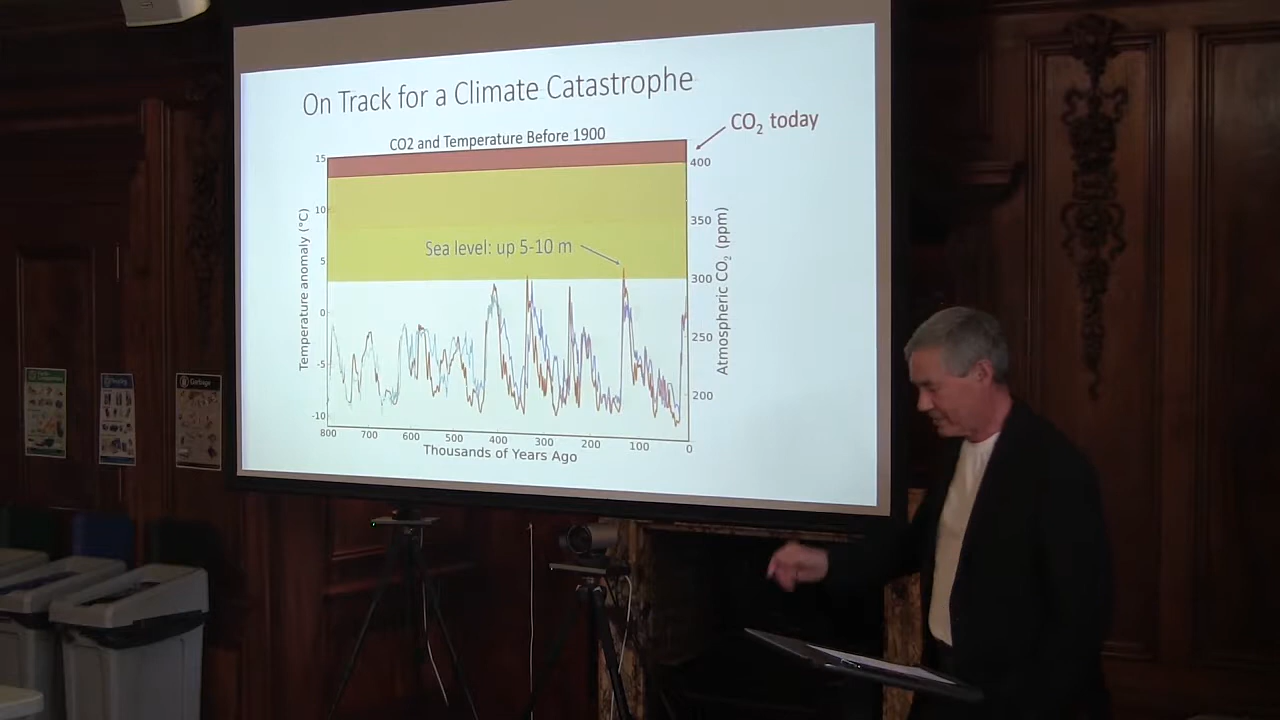 On Track for a Climate Catastrophe
CO2 and Temperature Before 1900
CO₂ today
15
10
5
0
-5
-10
Temperature anomaly (°C)
Sea level: up 5-10 m
400
350
300
250
200
Atmospheric CO₂ (ppm)
800
700
600
500
400
300
200
100
0
Thousands of Years Ago
Garbage